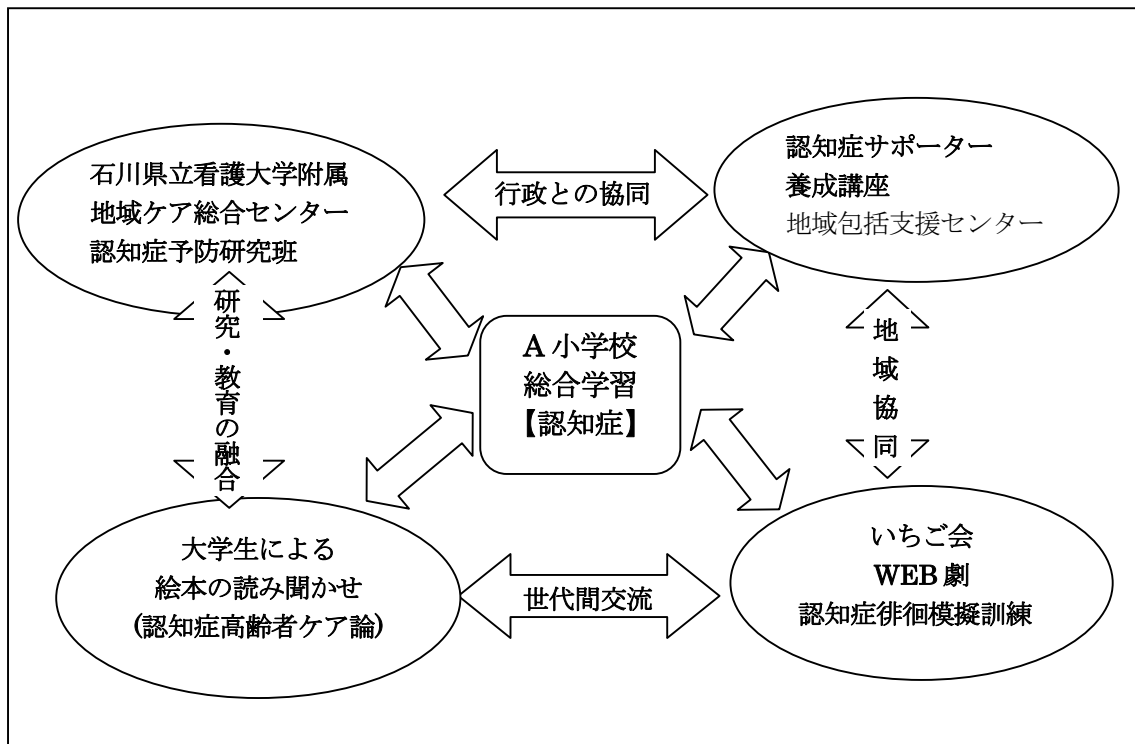 石川県立看護大学附属
地域ケア総合センター
認知症予防研究班
行政との協同
認知症サポーター
養成講座
地域包括支援センター
研究・教育の融合
A 小学校
総合学習
【認知症】
地域協同
大学生による
絵本の読み聞かせ
(認知症高齢者ケア論)
世代間交流
いちご会
WEB 劇
認知症徘徊模擬訓練